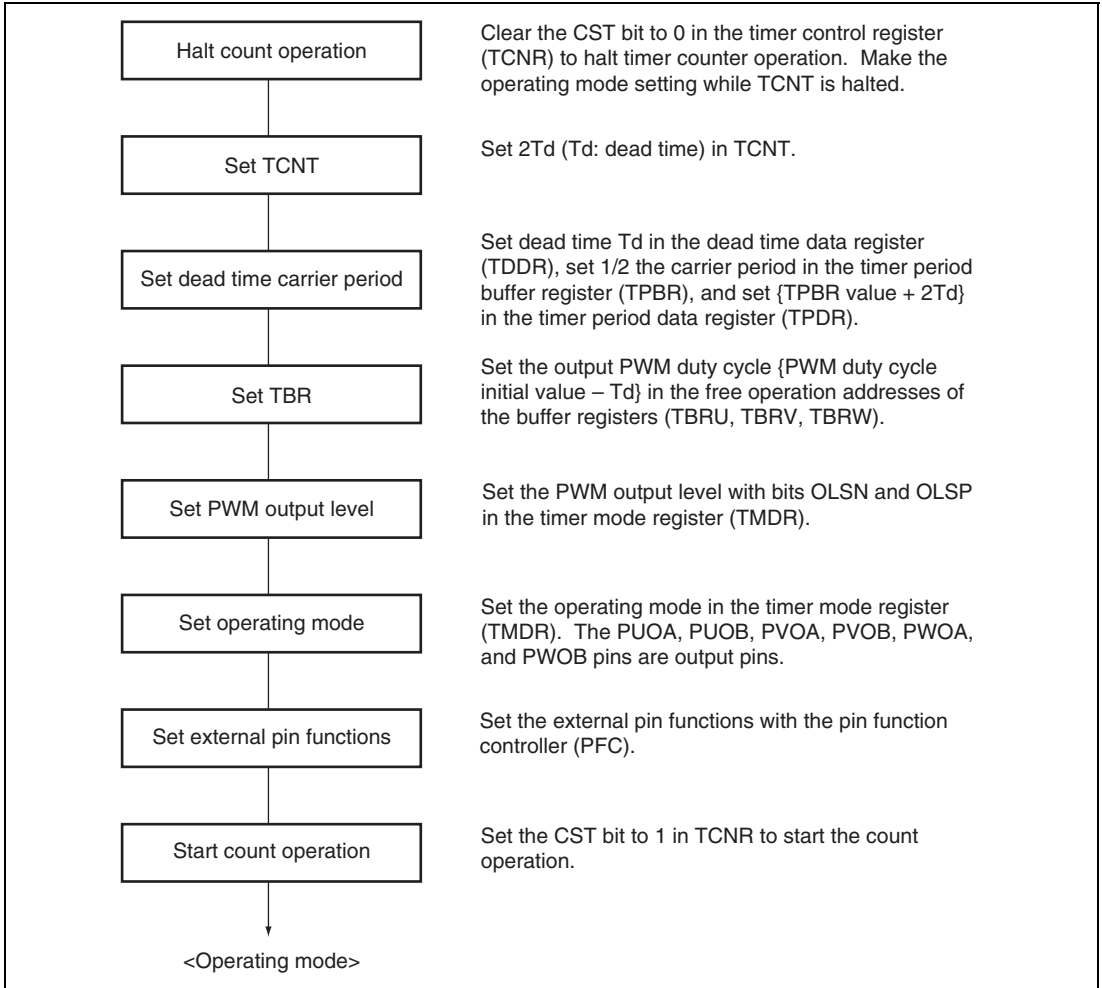 Halt count operation
Clear the CST bit to 0 in the timer control register
(TCNR) to halt timer counter operation.  Make the
operating mode setting while TCNT is halted.
Set TCNT
Set 2Td (Td: dead time) in TCNT.
Set dead time carrier period
Set dead time Td in the dead time data register
(TDDR), set 1/2 the carrier period in the timer period
buffer register (TPBR), and set {TPBR value + 2Td}
in the timer period data register (TPDR).
Set TBR
Set the output PWM duty cycle {PWM duty cycle
initial value – Td} in the free operation addresses of
the buffer registers (TBRU, TBRV, TBRW).
Set PWM output level
Set the PWM output level with bits OLSN and OLSP
in the timer mode register (TMDR).
Set operating mode
Set the operating mode in the timer mode register
(TMDR).  The PUOA, PUOB, PVOA, PVOB, PWOA,
and PWOB pins are output pins.
Set external pin functions
Set the external pin functions with the pin function
controller (PFC).
Start count operation
Set the CST bit to 1 in TCNR to start the count
operation.
<Operating mode>